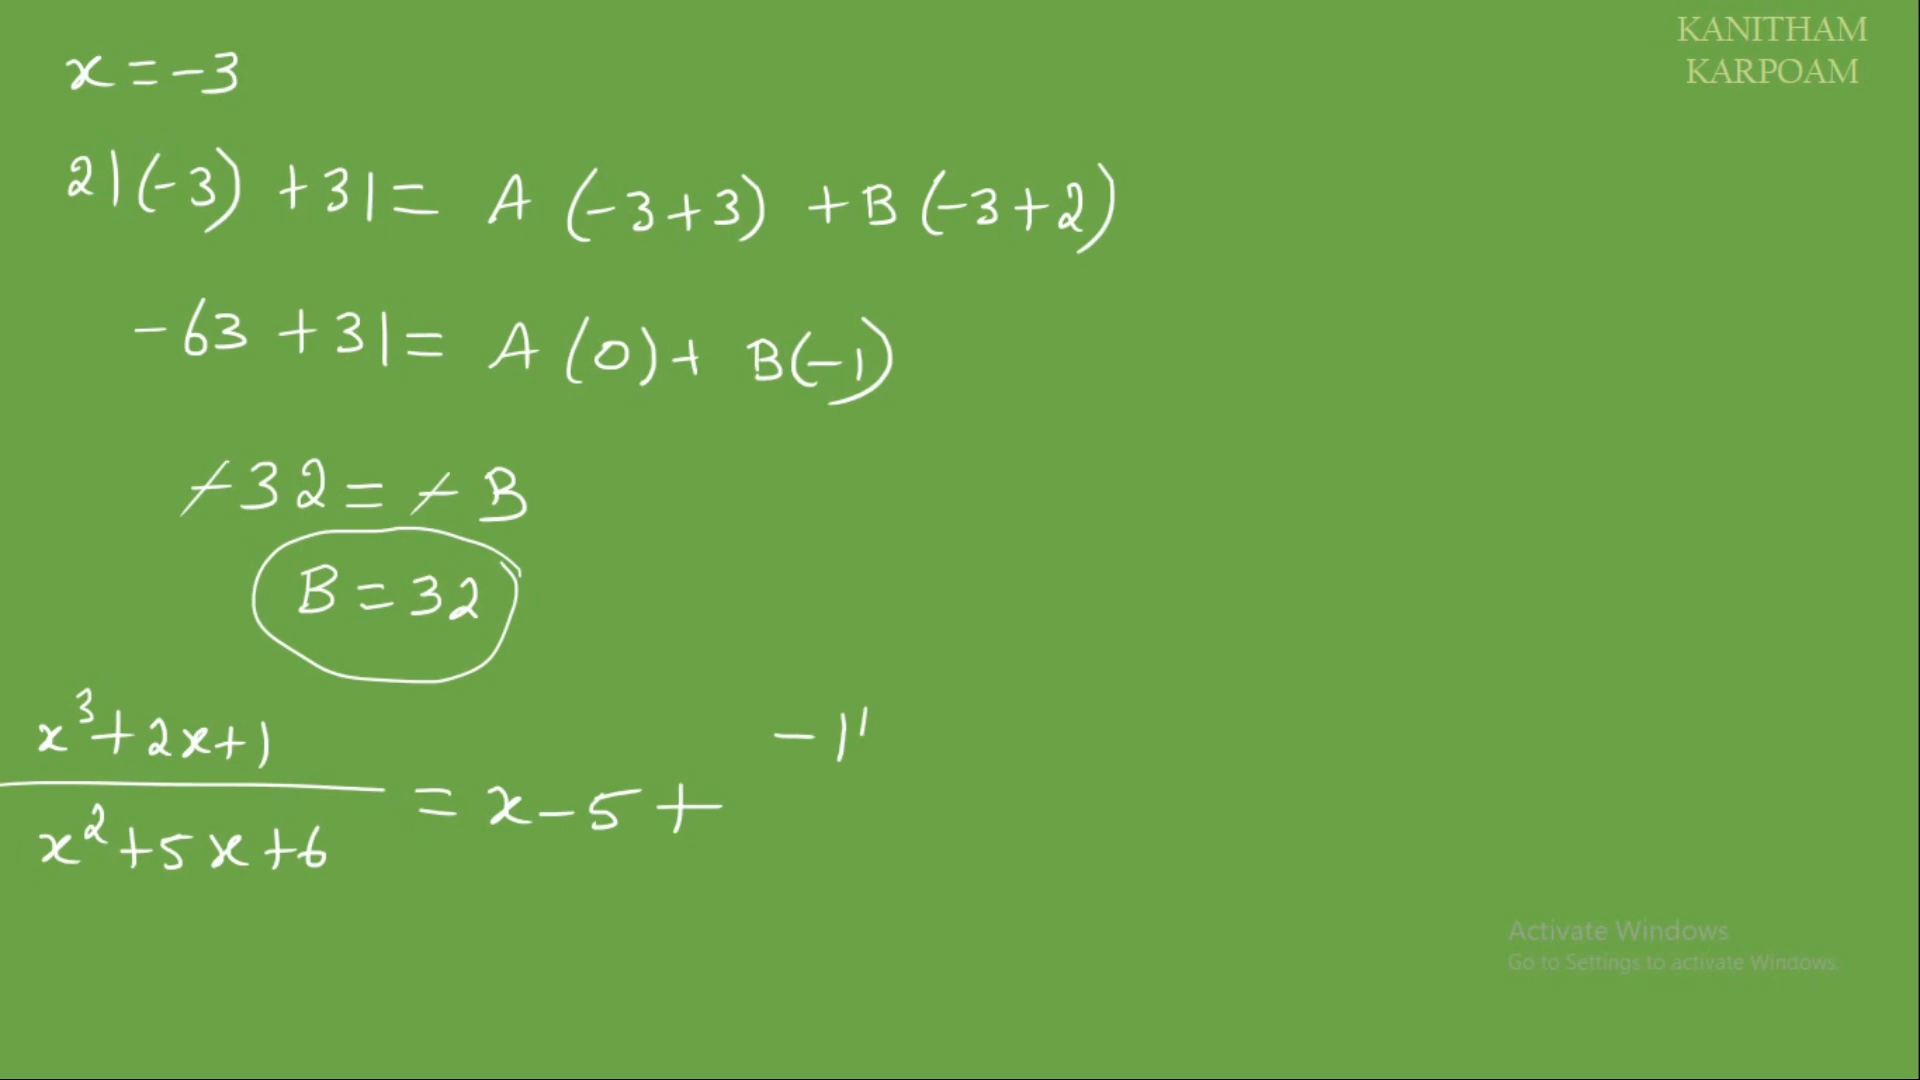 KANITHAM
KARPOAM
x = -3
21(-3) + 31 = A (-3+3) + B (-3+2)
-63 + 31 = A (0) + B(-1)
-32 = - B
B = 32
x³+2x+1
x²+5x+6
= x - 5 +
-11
Activate Windows
Go to Settings to activate Windows.